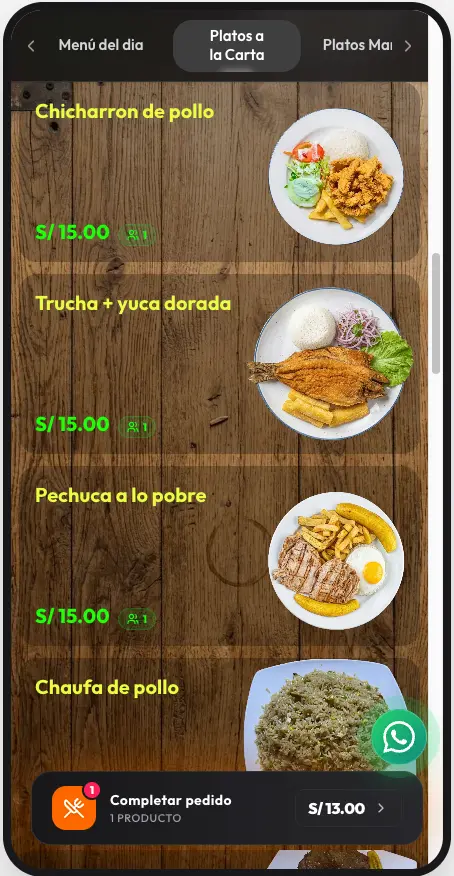 Menú del dia
Platos a
la Carta
Platos Mar
Chicharron de pollo
S/ 15.00
1
Trucha + yuca dorada
S/ 15.00
1
Pechuca a lo pobre
S/ 15.00
1
Chaufa de pollo
1
Completar pedido
1 PRODUCTO
S/ 13.00